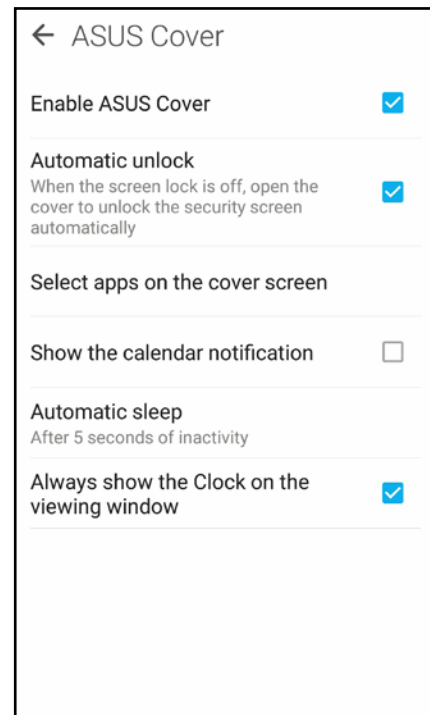 ASUS Cover
Enable ASUS Cover
Automatic unlock
When the screen lock is off, open the
cover to unlock the security screen
automatically
Select apps on the cover screen
Show the calendar notification
Automatic sleep
After 5 seconds of inactivity
Always show the Clock on the
viewing window